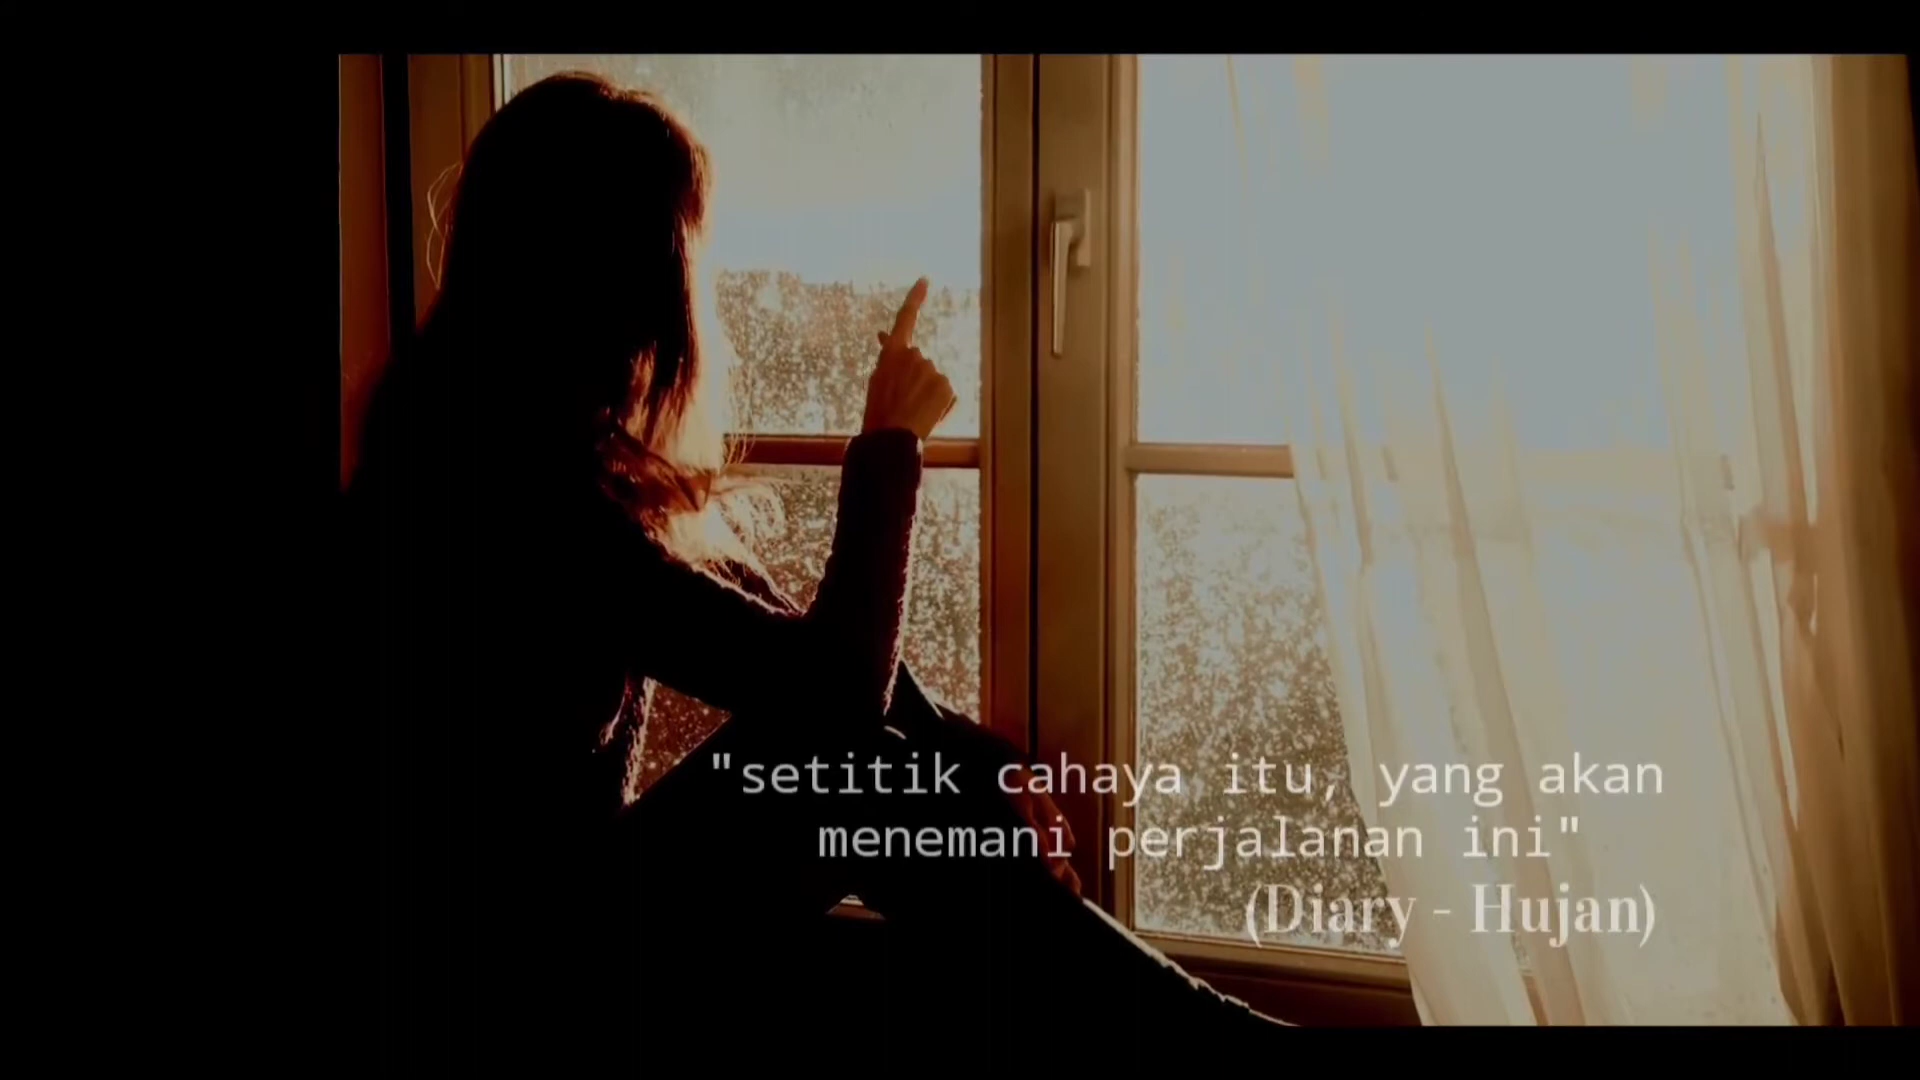 "setitik cahaya itu, yang akan
menemani perjalanan ini"
(Diary - Hujan)